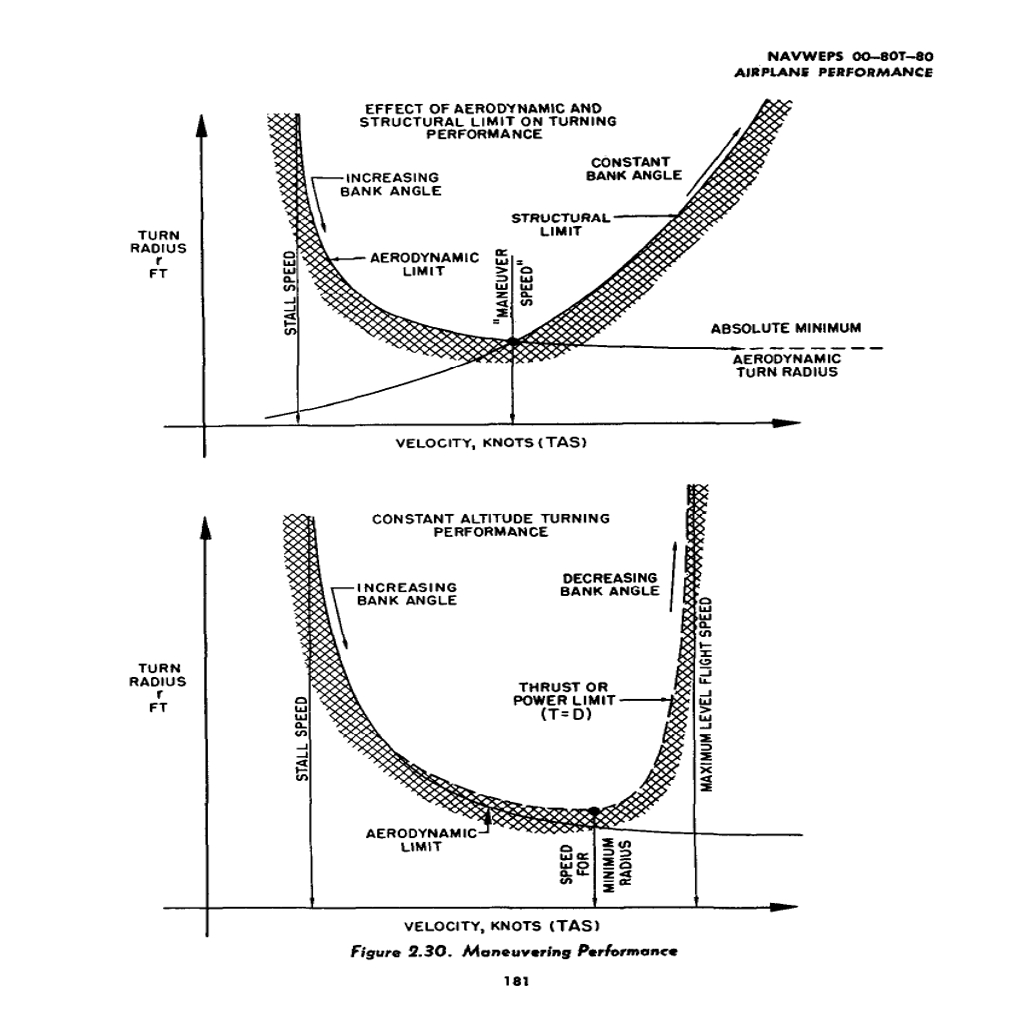 NAVWEPS 00-80T-80
AIRPLANE PERFORMANCE
EFFECT OF AERODYNAMIC AND
STRUCTURAL LIMIT ON TURNING
PERFORMANCE
INCREASING
BANK ANGLE
CONSTANT
BANK ANGLE
STRUCTURAL
LIMIT
TURN
RADIUS
r
FT
STALL SPEED
AERODYNAMIC
LIMIT
"MANEUVER
SPEED"
ABSOLUTE MINIMUM
AERODYNAMIC
TURN RADIUS
VELOCITY, KNOTS (TAS)
CONSTANT ALTITUDE TURNING
PERFORMANCE
INCREASING
BANK ANGLE
DECREASING
BANK ANGLE
TURN
RADIUS
r
FT
STALL SPEED
THRUST OR
POWER LIMIT
(T=D)
MAXIMUM LEVEL FLIGHT SPEED
AERODYNAMIC
LIMIT
SPEED
FOR
MINIMUM
RADIUS
VELOCITY, KNOTS (TAS)
Figure 2.30. Maneuvering Performance
181